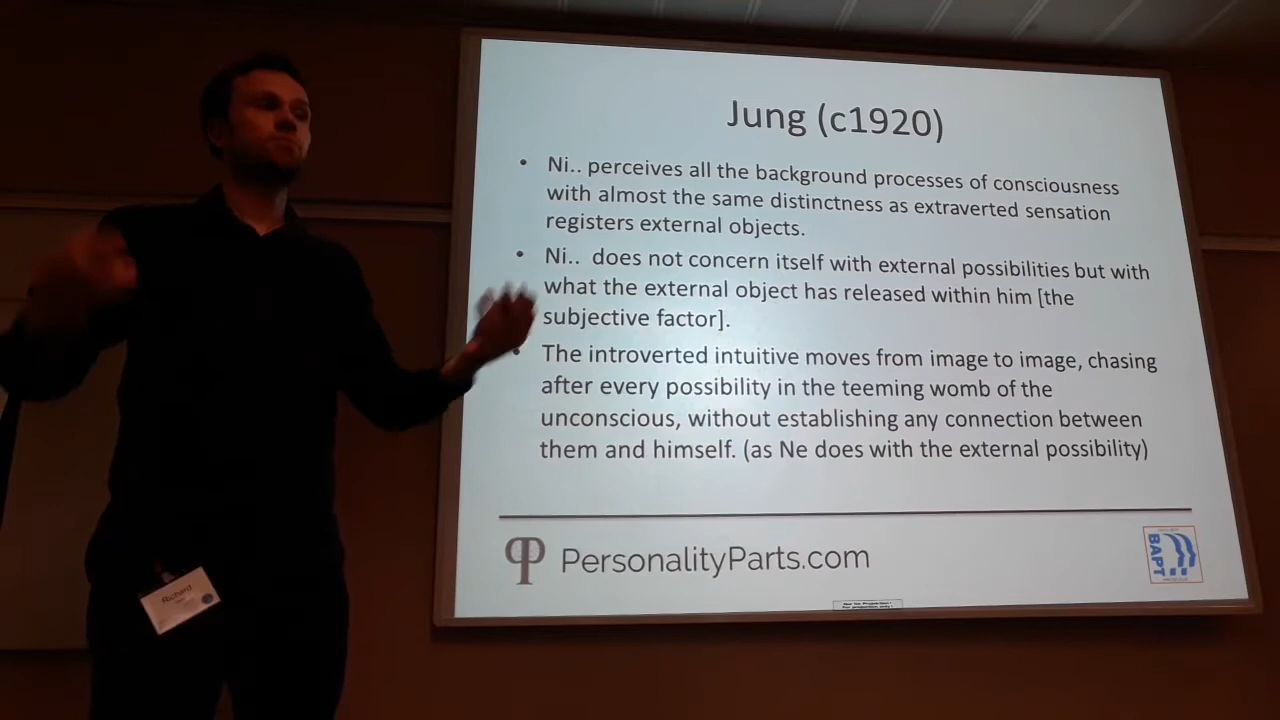 Jung (c1920)
• Ni.. perceives all the background processes of consciousness
with almost the same distinctness as extraverted sensation
registers external objects.
• Ni.. does not concern itself with external possibilities but with
what the external object has released within him [the
subjective factor].
• The introverted intuitive moves from image to image, chasing
after every possibility in the teeming womb of the
unconscious, without establishing any connection between
them and himself. (as Ne does with the external possibility)
PersonalityParts.com
BAPT
Richard